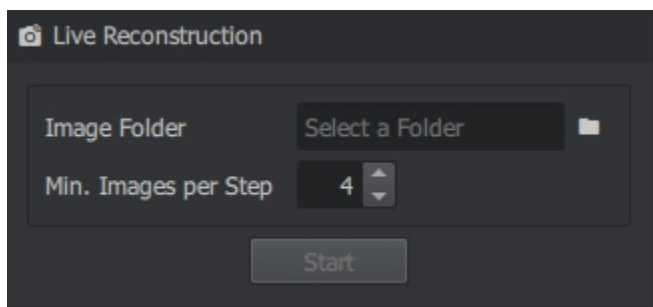 Live Reconstruction
Image Folder Select a Folder
Min. Images per Step 4
Start